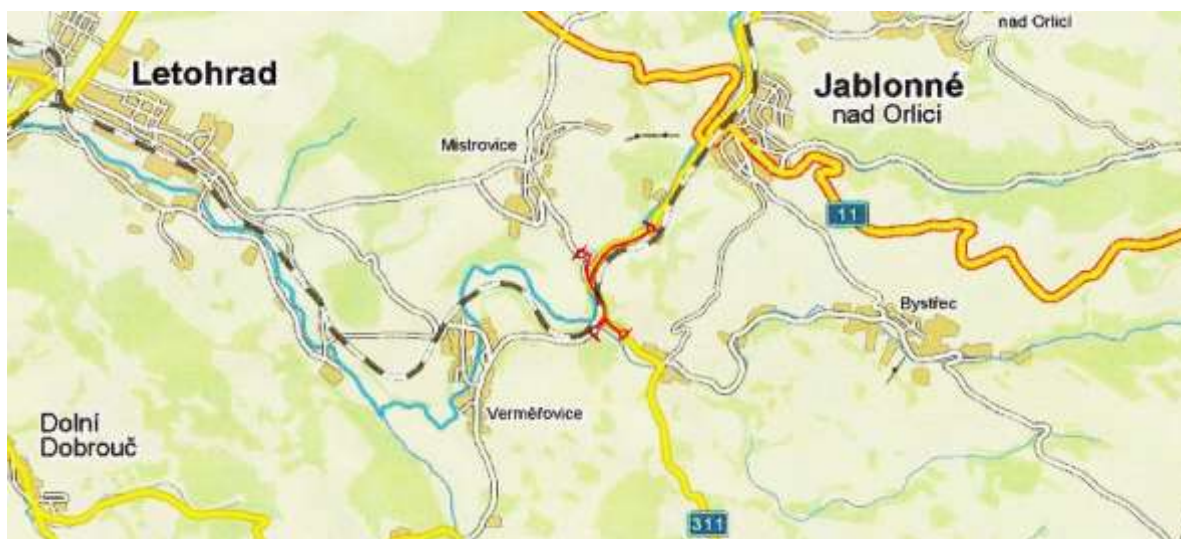 nad Orlicí
Letohrad
Jablonné
nad Orlicí
Mistrovice
11
Bystřec
Verměřovice
Dolní
Dobrouč
311